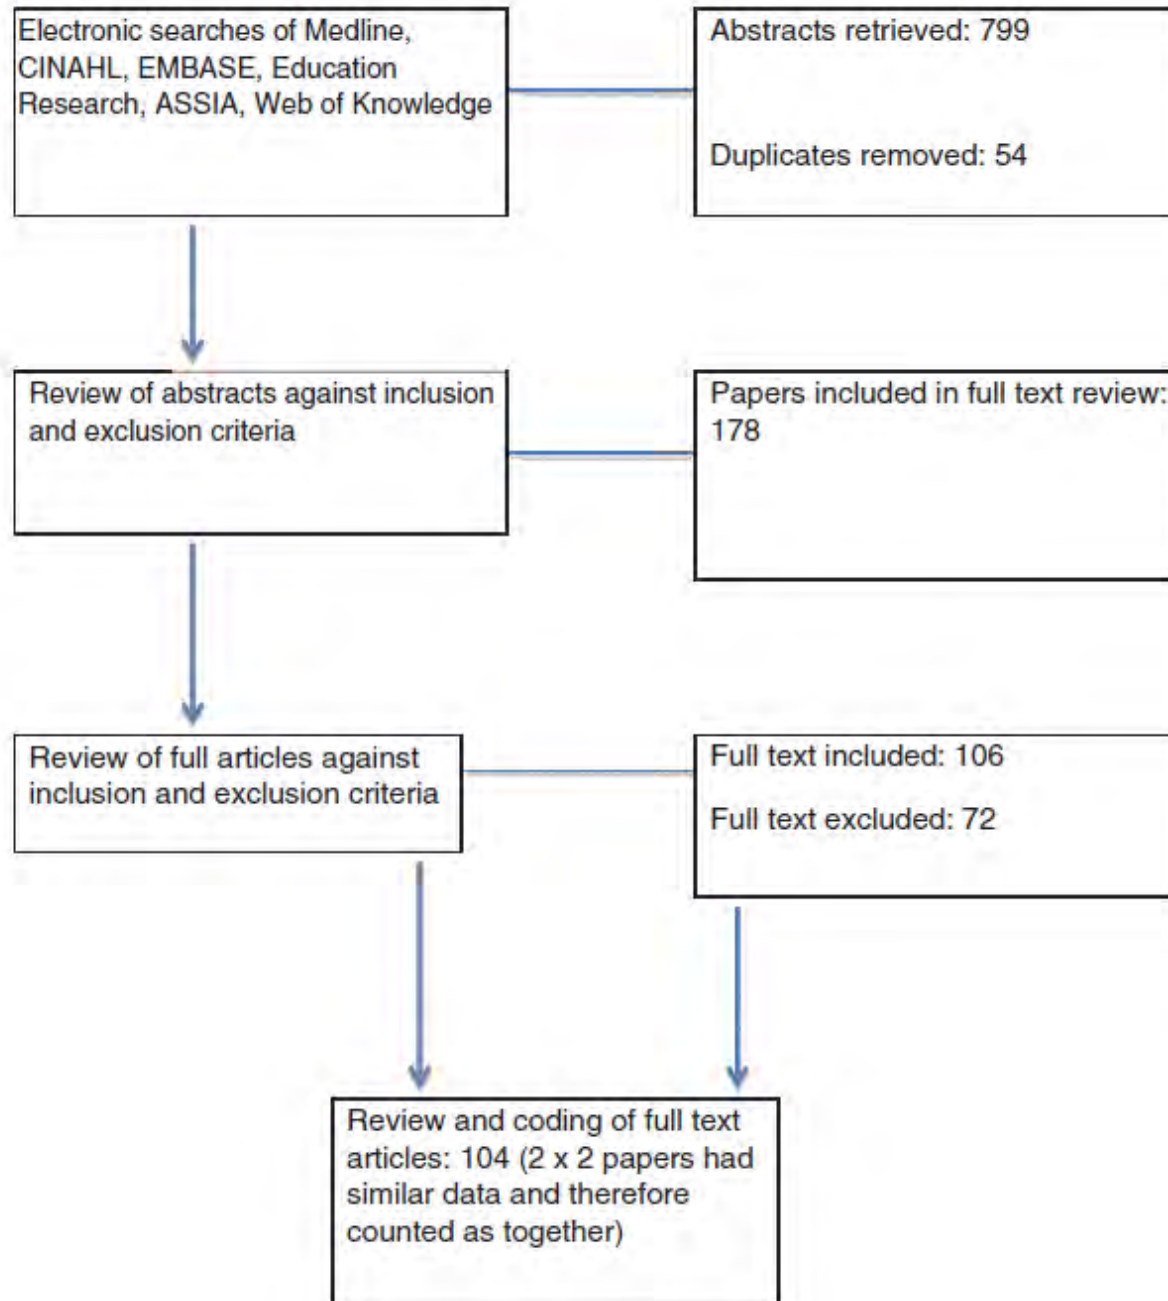 Electronic searches of Medline,
CINAHL, EMBASE, Education
Research, ASSIA, Web of Knowledge
Abstracts retrieved: 799
Duplicates removed: 54
Review of abstracts against inclusion
and exclusion criteria
Papers included in full text review:
178
Review of full articles against
inclusion and exclusion criteria
Full text included: 106
Full text excluded: 72
Review and coding of full text
articles: 104 (2 x 2 papers had
similar data and therefore
counted as together)